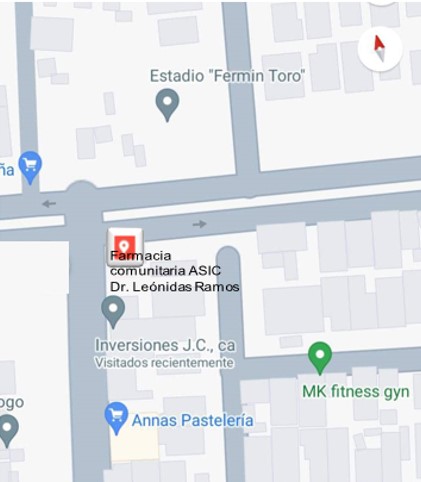 Estadio "Fermin Toro"
ña
Farmacia
comunitaria ASIC
Dr. Leónidas Ramos
Inversiones J.C., ca
Visitados recientemente
MK fitness gyn
ogo
Annas Pastelería